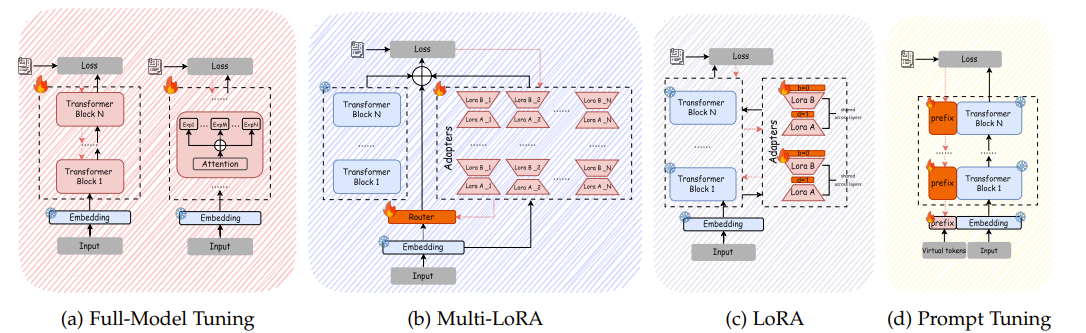 Loss
Transformer
Block N
......
Transformer
Block 1
Embedding
Input
Loss
......
Exp1 ... ExpM ... ExpN
Attention
......
Embedding
Input
(a) Full-Model Tuning
Loss
Transformer
Block N
......
Transformer
Block 1
Adapters
Lora B _1 Lora B _2 ...... Lora B _N
Lora A _1 Lora A _2 Lora A _N
...... ......
Lora B _1 Lora B _2 ...... Lora B _N
Lora A _1 Lora A _2 Lora A _N
Router
Embedding
Input
(b) Multi-LoRA
Loss
Transformer
Block N
......
Transformer
Block 1
Embedding
Input
Adapters
b=0
Lora B
d=1
Lora A
shared
across layers
......
b=0
Lora B
d=1
Lora A
shared
across layers
(c) LoRA
Loss
......
prefix
Transformer
Block N
......
prefix
Transformer
Block 1
prefix
Embedding
Virtual tokens
Input
(d) Prompt Tuning